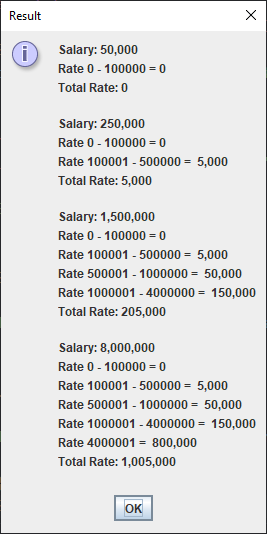 Result
Salary: 50,000
Rate 0 - 100000 = 0
Total Rate: 0
Salary: 250,000
Rate 0 - 100000 = 0
Rate 100001 - 500000 =  5,000
Total Rate: 5,000
Salary: 1,500,000
Rate 0 - 100000 = 0
Rate 100001 - 500000 =  5,000
Rate 500001 - 1000000 =  50,000
Rate 1000001 - 4000000 =  150,000
Total Rate: 205,000
Salary: 8,000,000
Rate 0 - 100000 = 0
Rate 100001 - 500000 =  5,000
Rate 500001 - 1000000 =  50,000
Rate 1000001 - 4000000 =  150,000
Rate 4000001 =  800,000
Total Rate: 1,005,000
OK